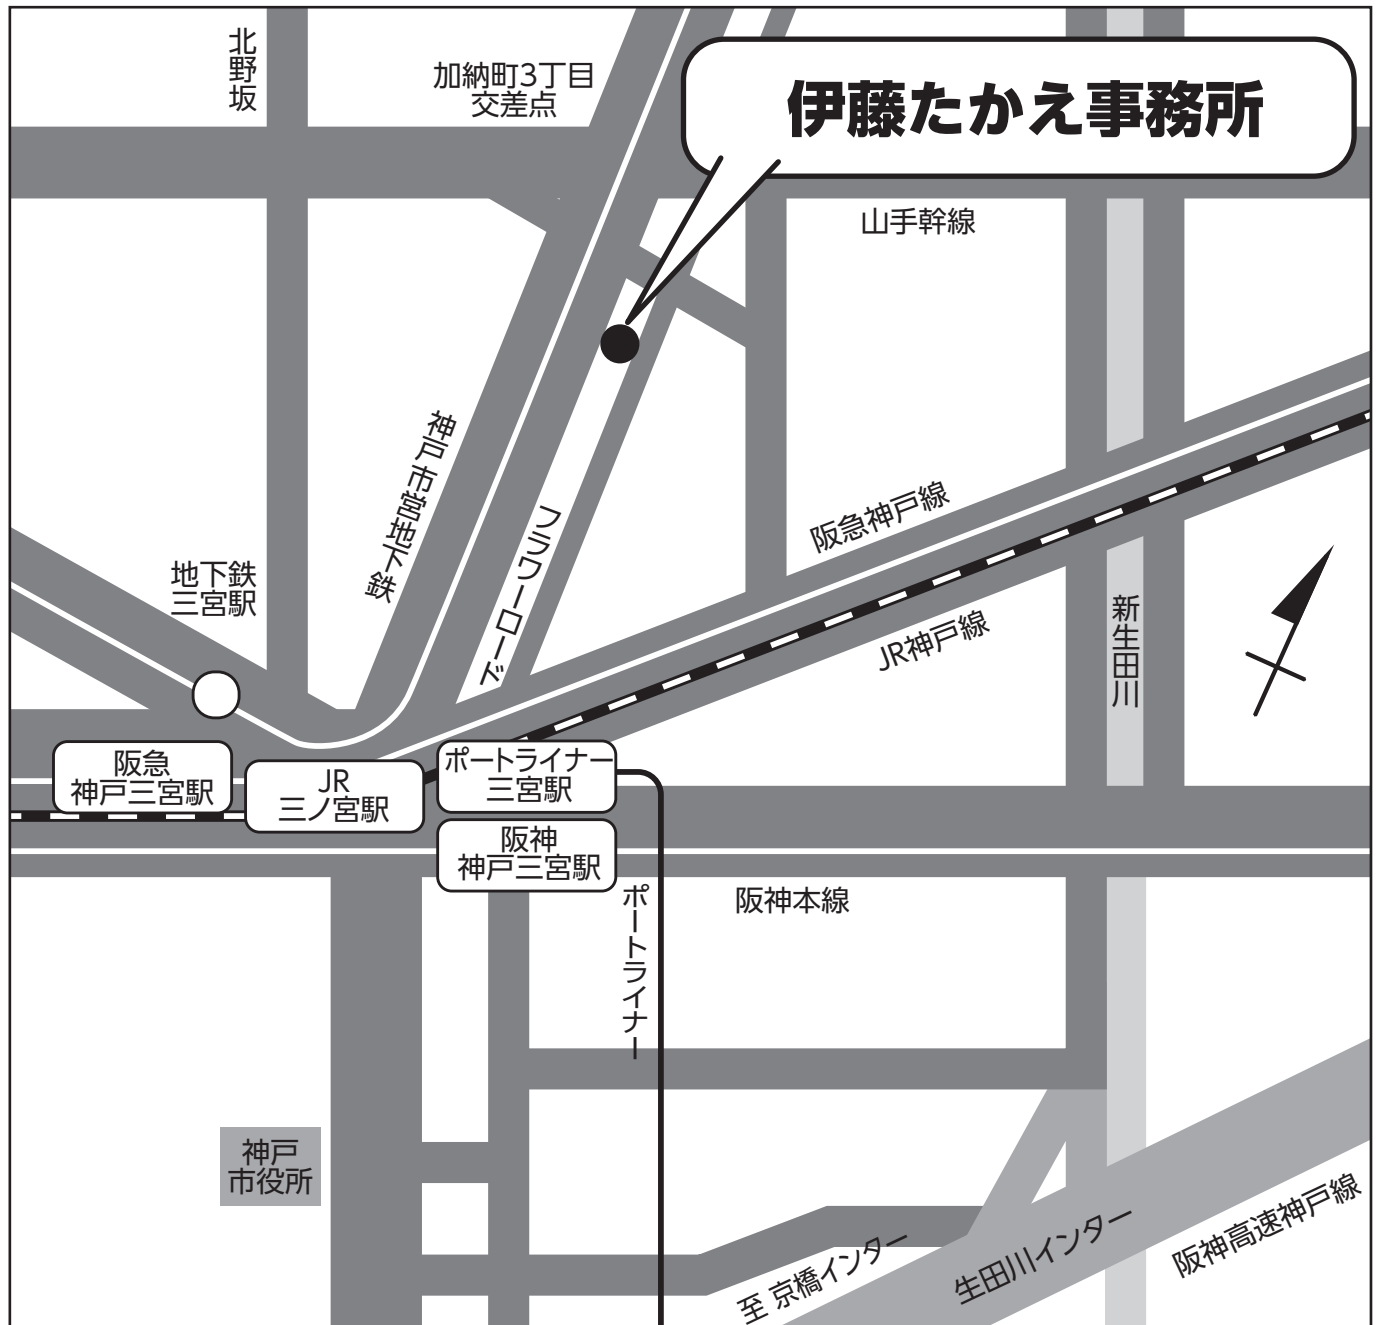 北野坂
加納町3丁目
交差点
伊藤たかえ事務所
山手幹線
神戸市営地下鉄
フラワーロード
阪急神戸線
地下鉄
三宮駅
JR神戸線
新生田川
阪急
神戸三宮駅
JR
三ノ宮駅
ポートライナー
三宮駅
阪神
神戸三宮駅
ポートライナー
阪神本線
神戸
市役所
至 京橋インター
生田川インター
阪神高速神戸線